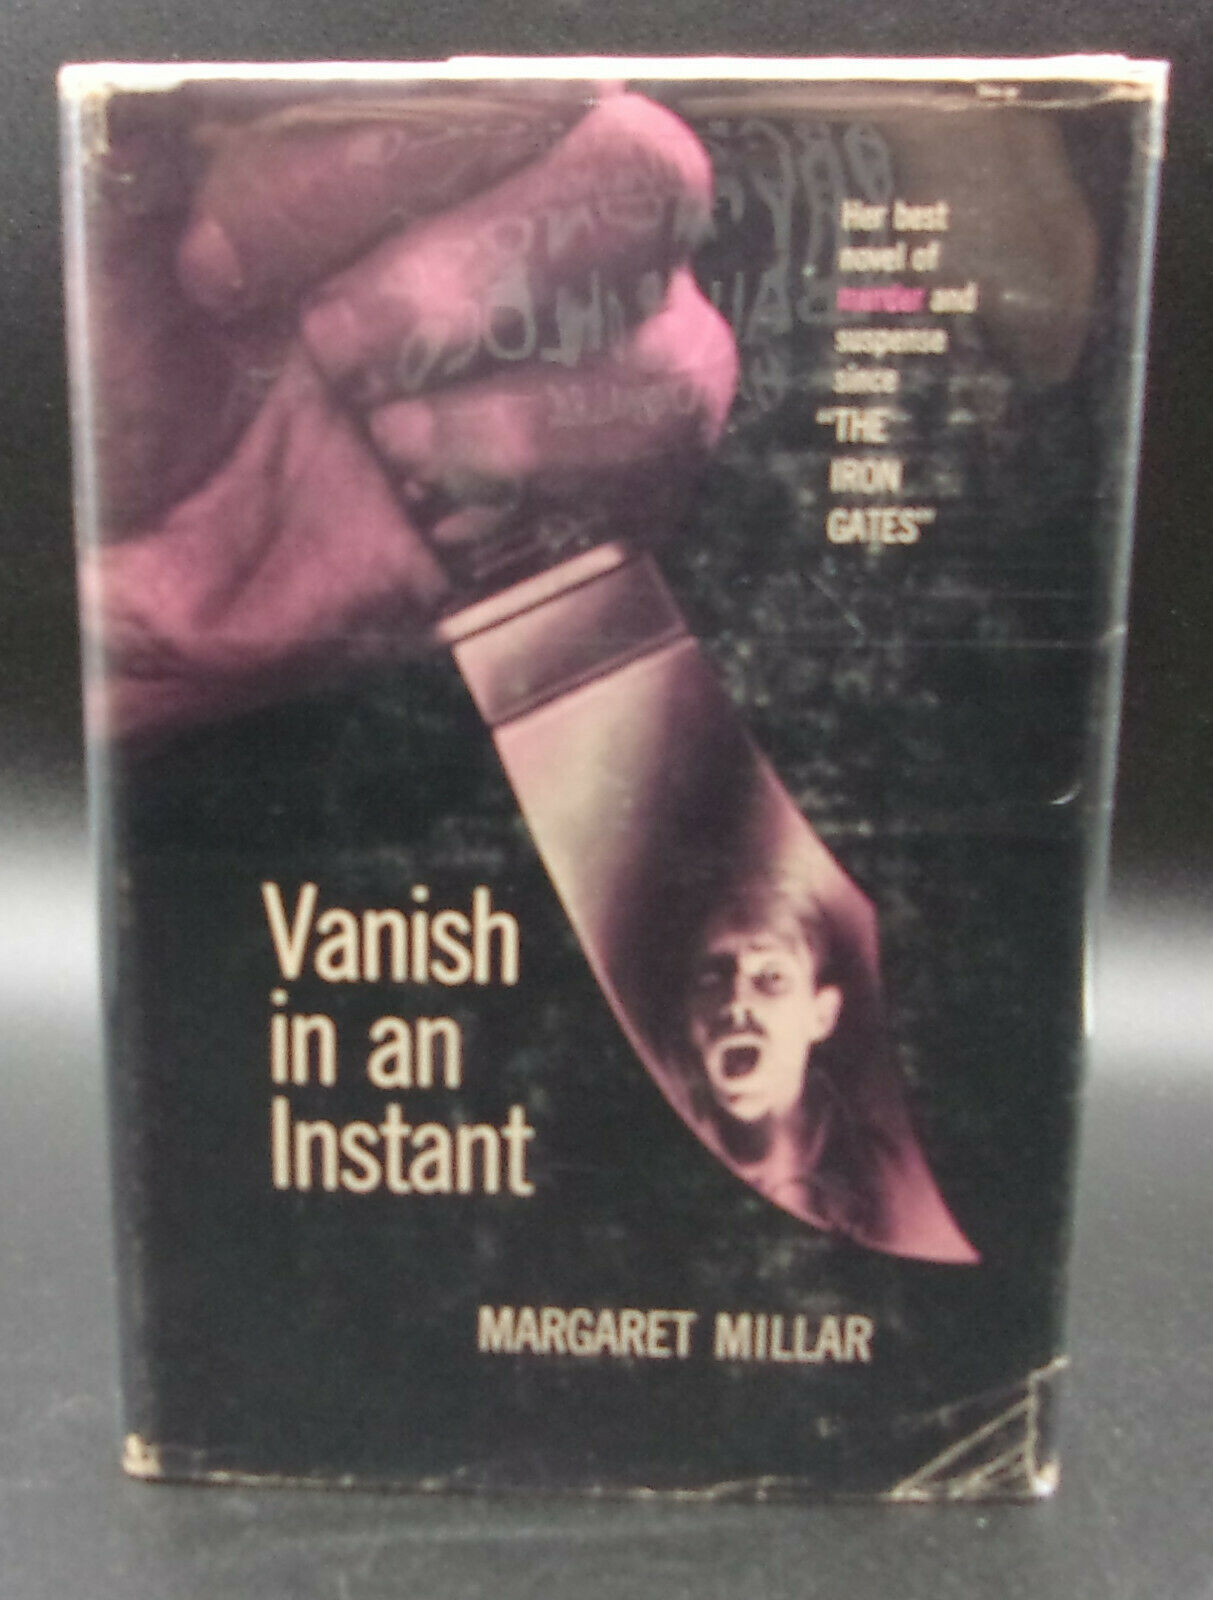 Her best
novel of
murder and
suspense
since
"THE
IRON
GATES"
Vanish
in an
Instant
MARGARET MILLAR